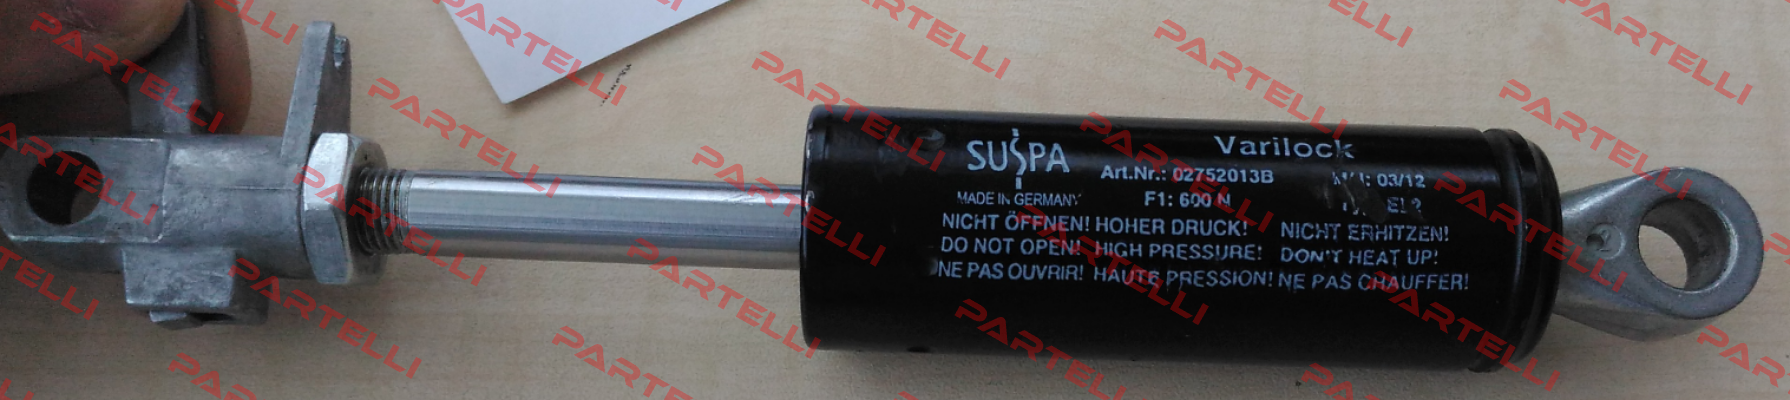 SUSPA
Varilock
Art.Nr.: 02752013B
03/12
MADE IN GERMANY
F1: 600 N
NICHT ÖFFNEN! HOHER DRUCK! NICHT ERHITZEN!
DO NOT OPEN! HIGH PRESSURE! DON'T HEAT UP!
NE PAS OUVRIR! HAUTE PRESSION! NE PAS CHAUFFER!
PARTELLI